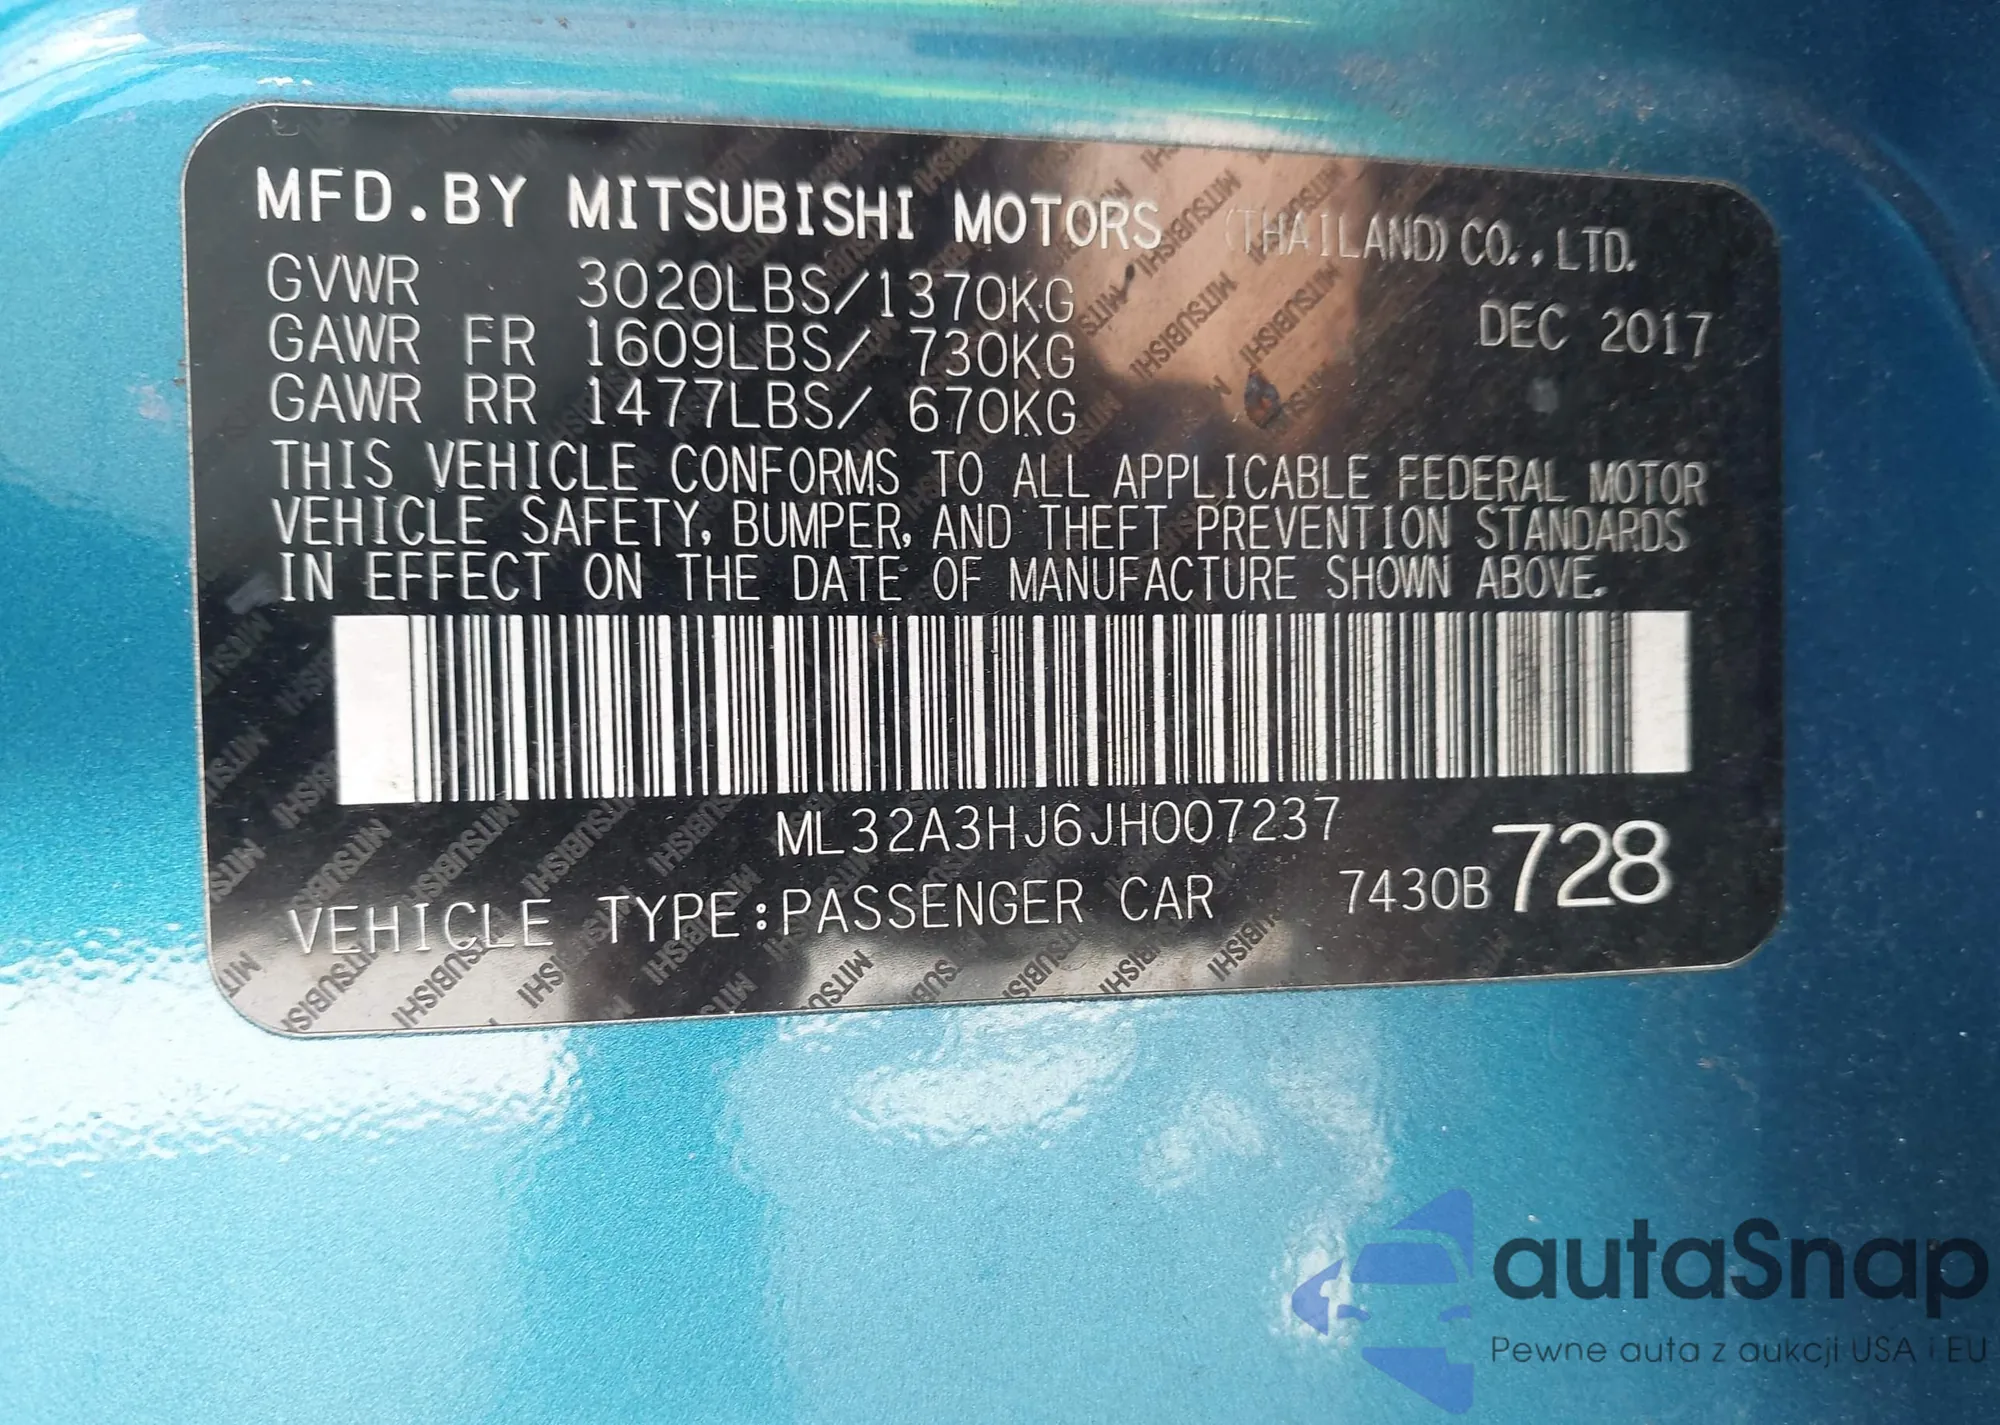 MFD.BY MITSUBISHI MOTORS (THAILAND) CO., LTD.
GVWR 3020LBS/1370KG
DEC 2017
GAWR FR 1609LBS/ 730KG
GAWR RR 1477LBS/ 670KG
THIS VEHICLE CONFORMS TO ALL APPLICABLE FEDERAL MOTOR
VEHICLE SAFETY, BUMPER, AND THEFT PREVENTION STANDARDS
IN EFFECT ON THE DATE OF MANUFACTURE SHOWN ABOVE.
ML32A3HJ6JH007237
VEHICLE TYPE:PASSENGER CAR 7430B 728
autaSnap
Pewne auta z aukcji USA i EU